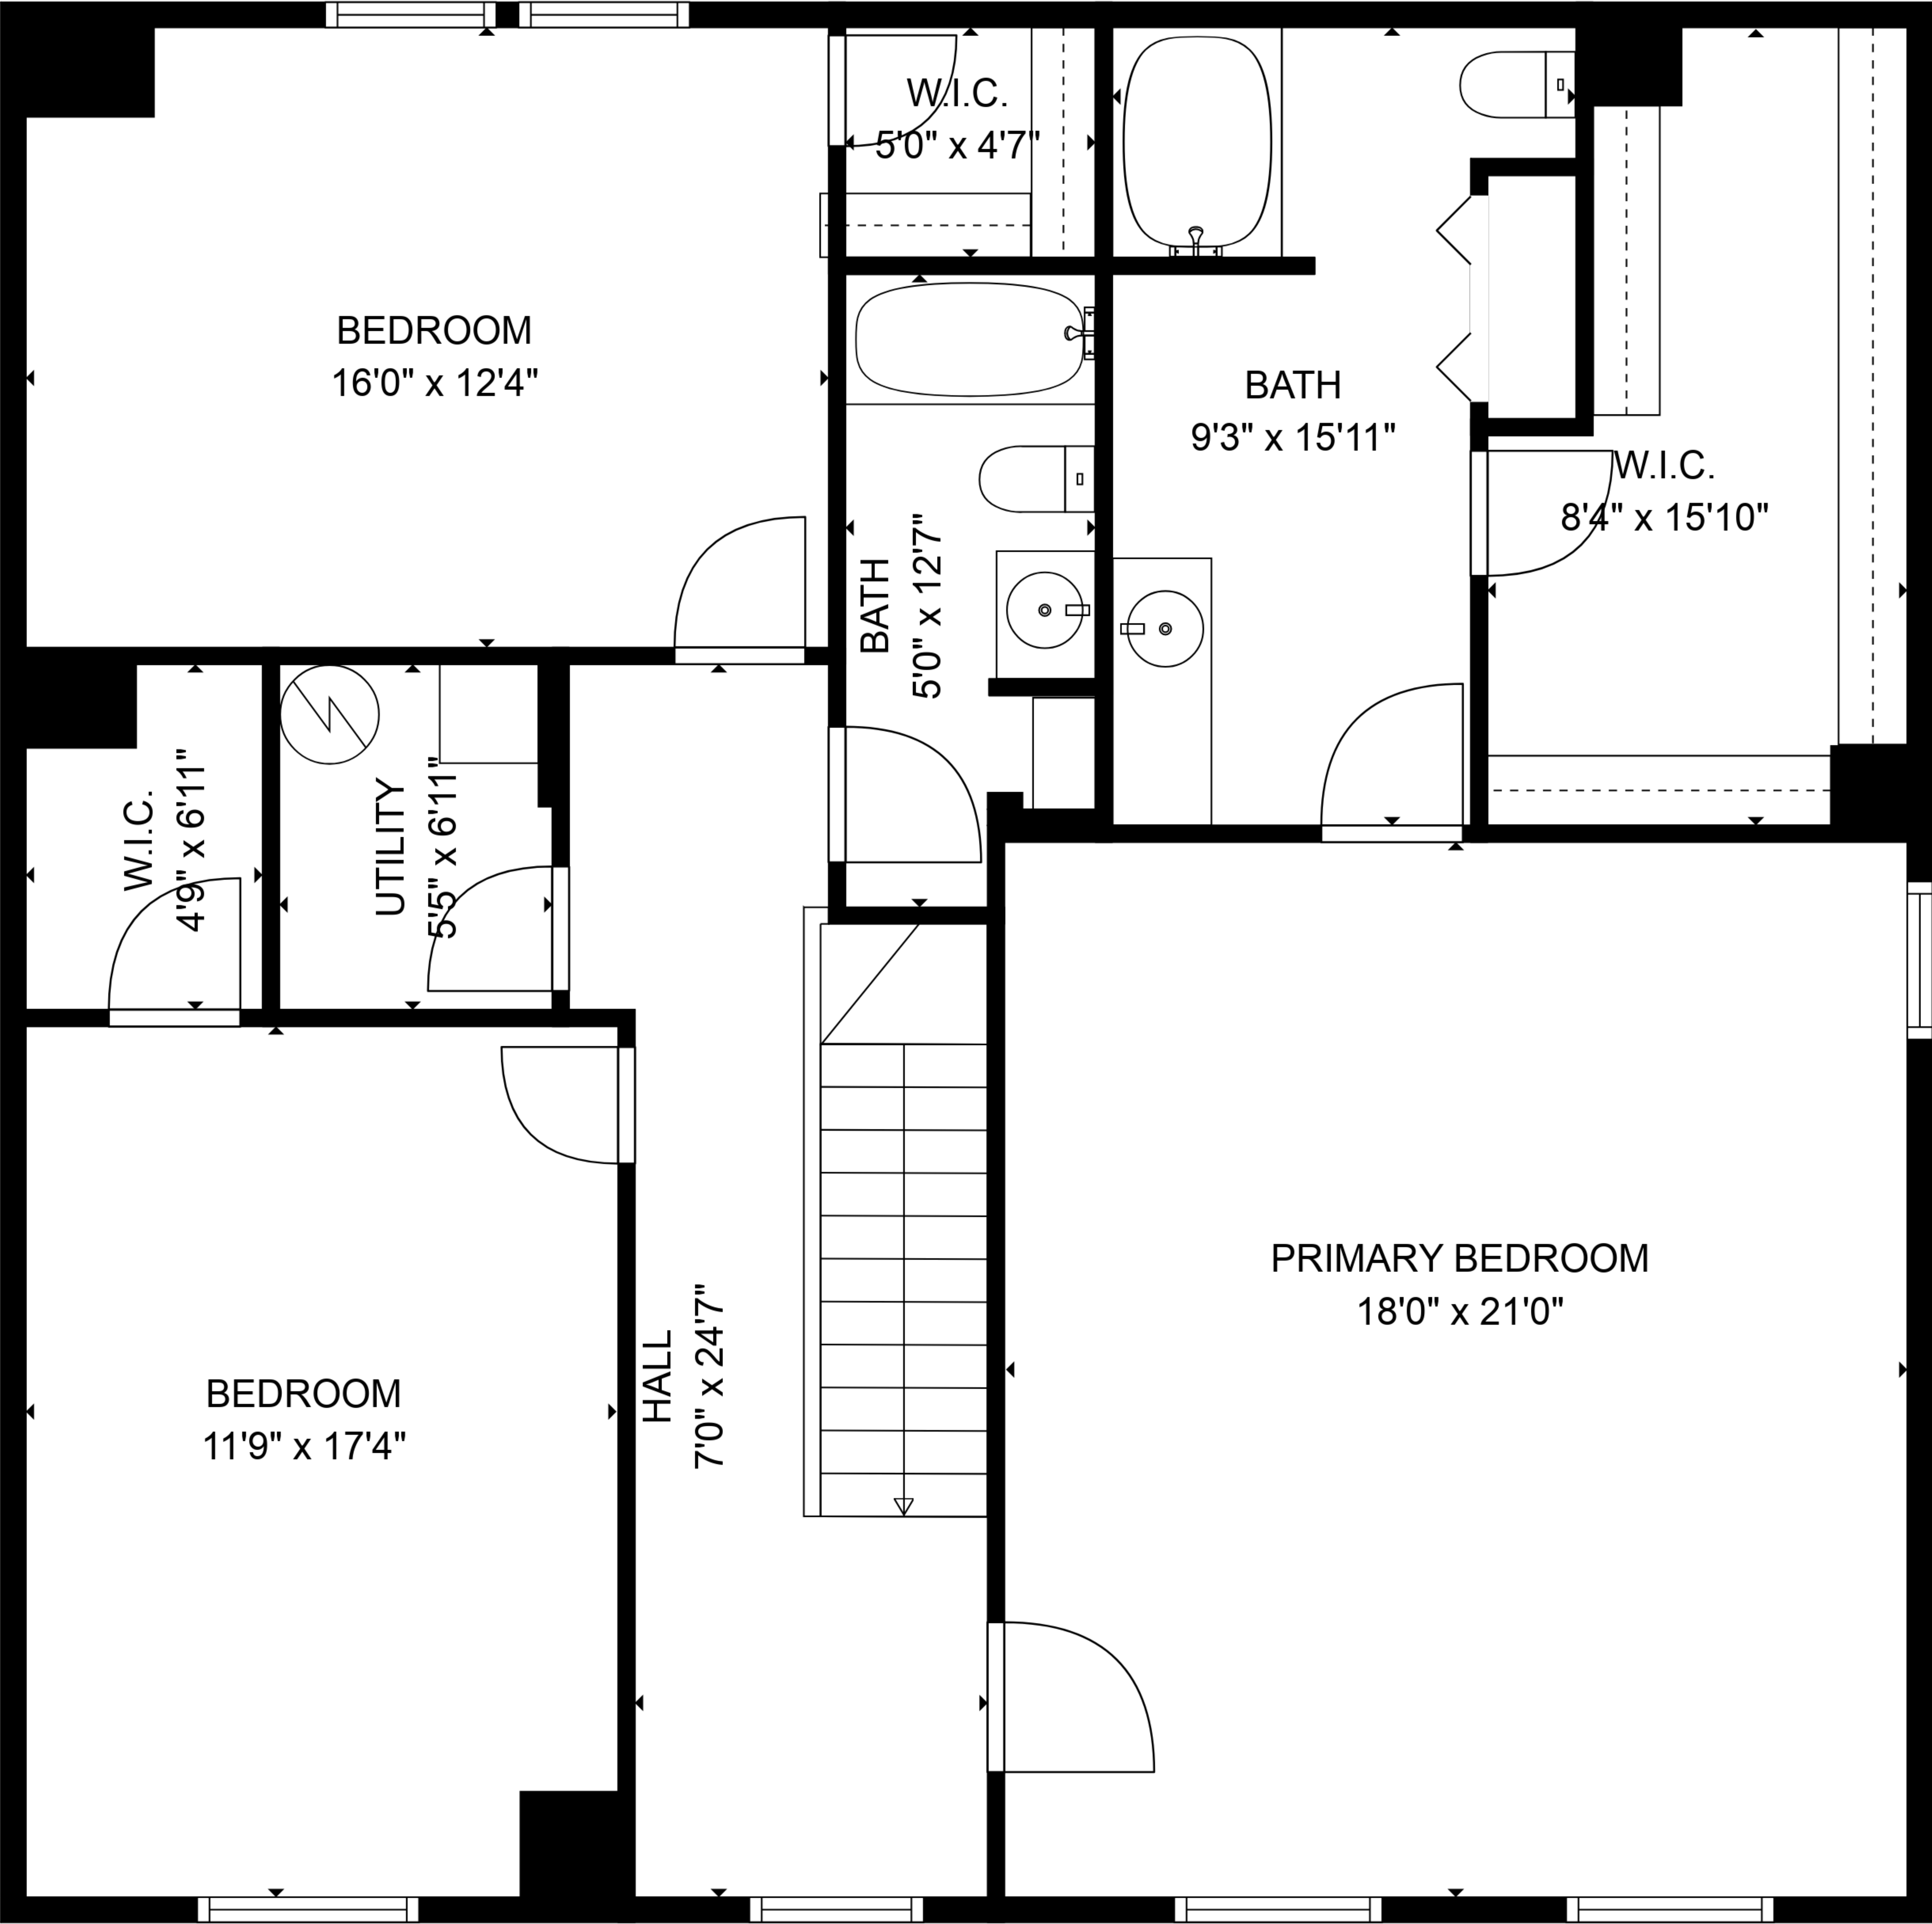 W.I.C.
5'0" x 4'7"
BEDROOM
16'0" x 12'4"
BATH
9'3" x 15'11"
W.I.C.
8'4" x 15'10"
BATH
5'0" x 12'7"
W.I.C.
4'9" x 6'11"
UTILITY
5'5" x 6'11"
PRIMARY BEDROOM
18'0" x 21'0"
HALL
7'0" x 24'7"
BEDROOM
11'9" x 17'4"